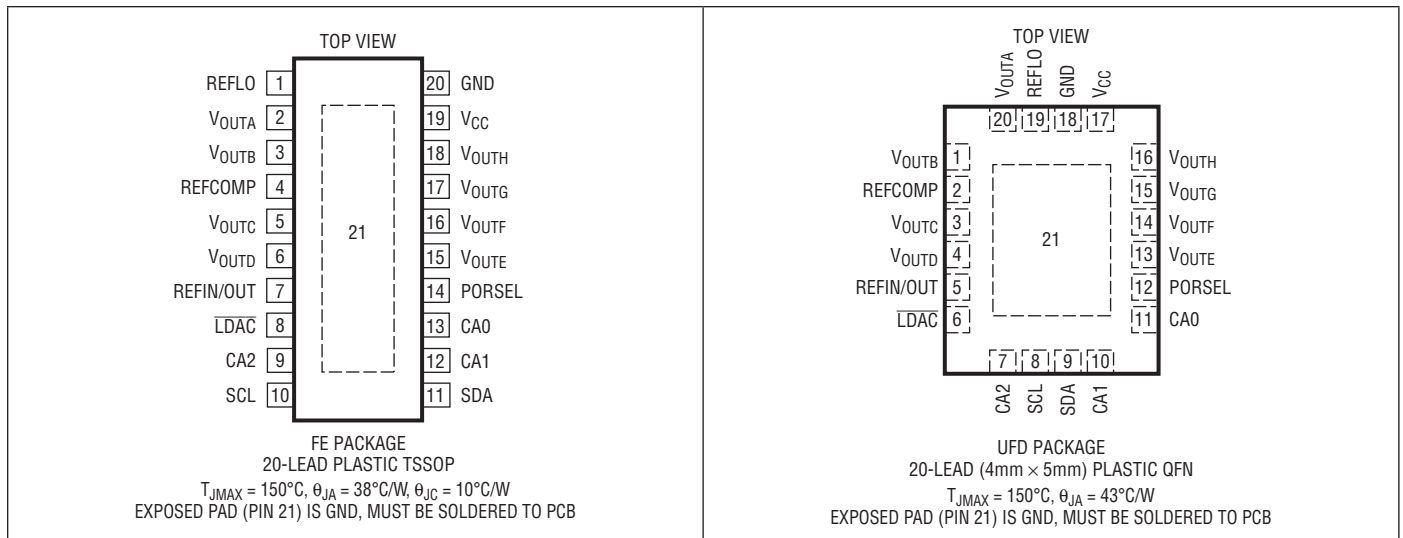 TOP VIEW
REFLO 1
VOUTA 2
VOUTB 3
REFCOMP 4
VOUTC 5
VOUTD 6
REFIN/OUT 7
LDAC 8
CA2 9
SCL 10
20 GND
19 VCC
18 VOUTH
17 VOUTG
16 VOUTF
15 VOUTE
14 PORSEL
13 CA0
12 CA1
11 SDA
21
FE PACKAGE
20-LEAD PLASTIC TSSOP
TJMAX = 150°C, θJA = 38°C/W, θJC = 10°C/W
EXPOSED PAD (PIN 21) IS GND, MUST BE SOLDERED TO PCB
TOP VIEW
VOUTA REFLO GND VCC
20 19 18 17
VOUTB 1
REFCOMP 2
VOUTC 3
VOUTD 4
REFIN/OUT 5
LDAC 6
16 VOUTH
15 VOUTG
14 VOUTF
13 VOUTE
12 PORSEL
11 CA0
21
7 8 9 10
CA2 SCL SDA CA1
UFD PACKAGE
20-LEAD (4mm × 5mm) PLASTIC QFN
TJMAX = 150°C, θJA = 43°C/W
EXPOSED PAD (PIN 21) IS GND, MUST BE SOLDERED TO PCB